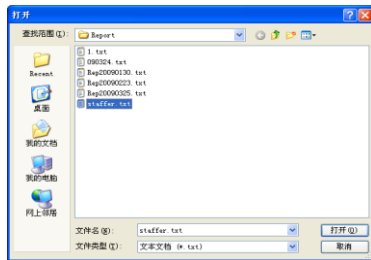 打开
查找范围(I): Report
Recent
桌面
我的文档
我的电脑
网上邻居
1.txt
090324.txt
Rep20090130.txt
Rep20090223.txt
Rep20090325.txt
staffer.txt
文件名(N): staffer.txt 打开(O)
文件类型(T): 文本文档 (*.txt) 取消